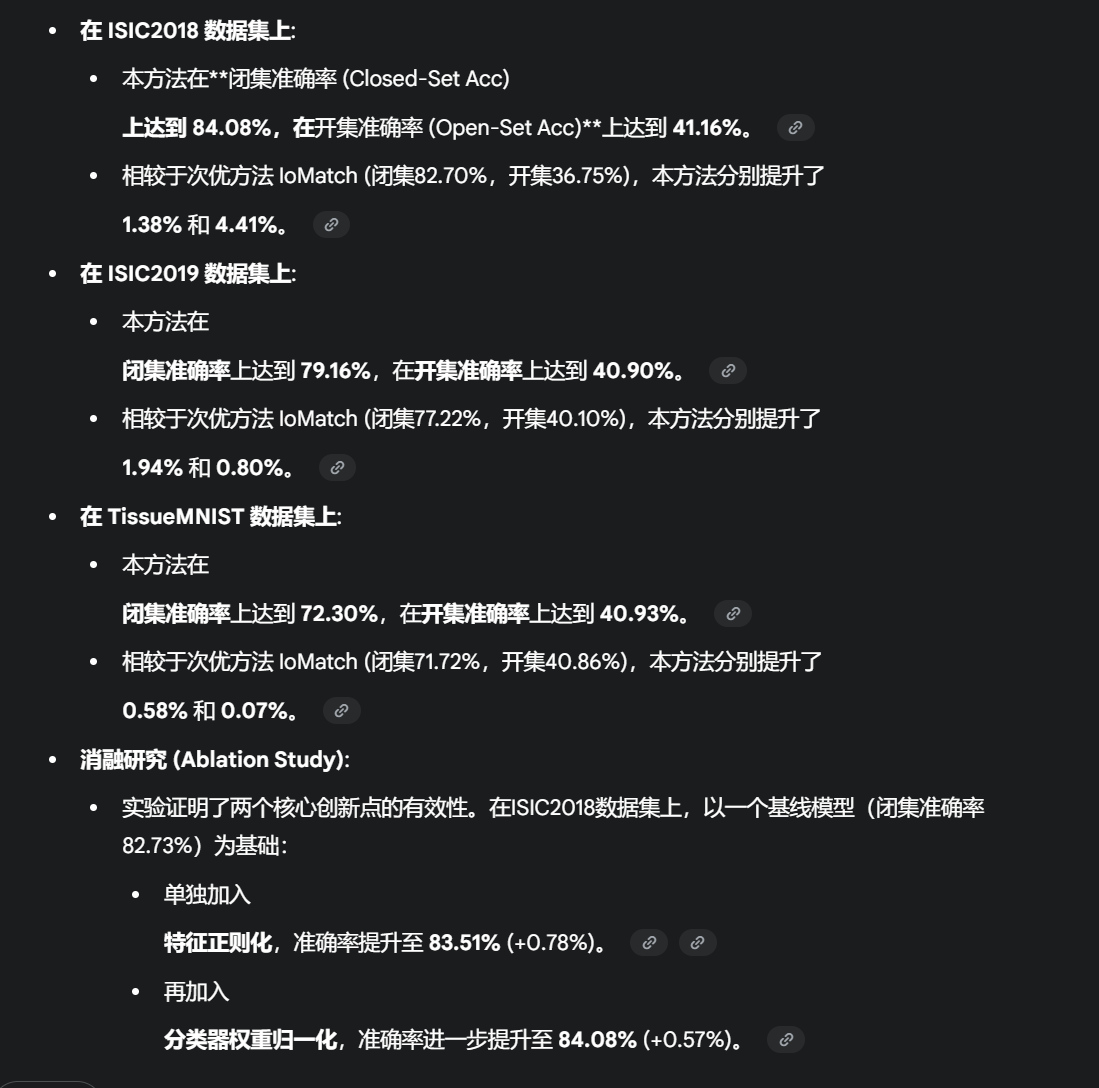 在 ISIC2018 数据集上:
本方法在**闭集准确率 (Closed-Set Acc)
上达到 84.08%，在开集准确率 (Open-Set Acc)**上达到 41.16%。
相较于次优方法 IoMatch (闭集82.70%，开集36.75%)，本方法分别提升了
1.38% 和 4.41%。
在 ISIC2019 数据集上:
本方法在
闭集准确率上达到 79.16%，在开集准确率上达到 40.90%。
相较于次优方法 IoMatch (闭集77.22%，开集40.10%)，本方法分别提升了
1.94% 和 0.80%。
在 TissueMNIST 数据集上:
本方法在
闭集准确率上达到 72.30%，在开集准确率上达到 40.93%。
相较于次优方法 IoMatch (闭集71.72%，开集40.86%)，本方法分别提升了
0.58% 和 0.07%。
消融研究 (Ablation Study):
实验证明了两个核心创新点的有效性。在ISIC2018数据集上，以一个基线模型（闭集准确率
82.73%）为基础：
单独加入
特征正则化，准确率提升至 83.51% (+0.78%)。
再加入
分类器权重归一化，准确率进一步提升至 84.08% (+0.57%)。